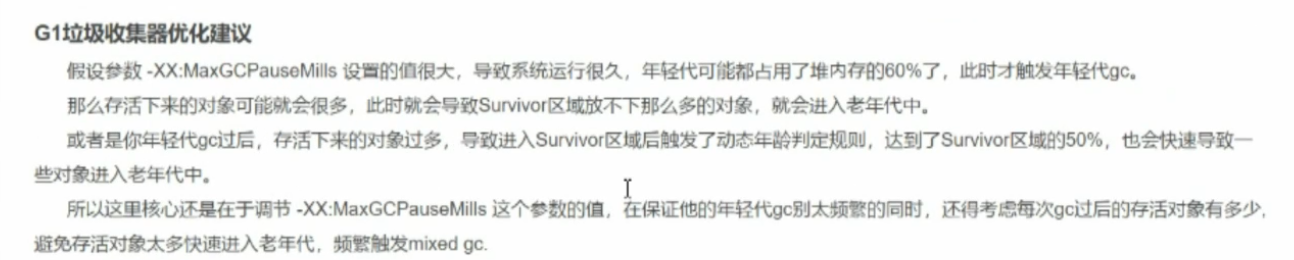 G1垃圾收集器优化建议
假设参数 -XX:MaxGCPauseMills 设置的值很大，导致系统运行很久，年轻代可能都占用了堆内存的60%了，此时才触发年轻代gc。
那么存活下来的对象可能就会很多，此时就会导致Survivor区域放不下那么多的对象，就会进入老年代中。
或者是你年轻代gc过后，存活下来的对象过多，导致进入Survivor区域后触发了动态年龄判定规则，达到了Survivor区域的50%，也会快速导致一
些对象进入老年代中。
所以这里核心还是在于调节 -XX:MaxGCPauseMills 这个参数的值，在保证他的年轻代gc别太频繁的同时，还得考虑每次gc过后的存活对象有多少,
避免存活对象太多快速进入老年代，频繁触发mixed gc.